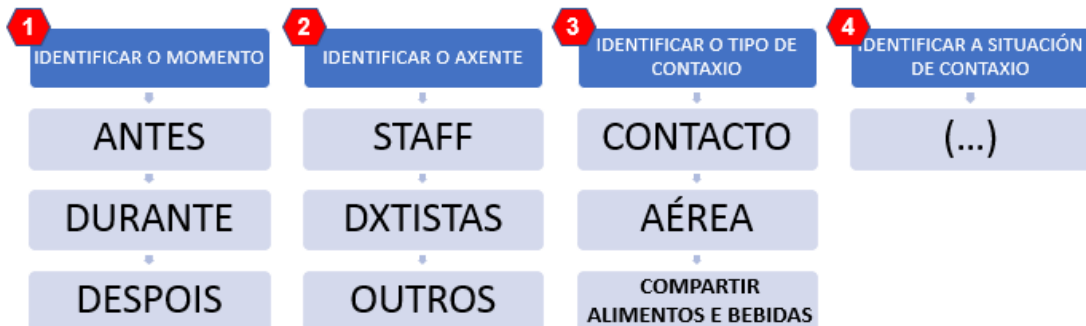 1
IDENTIFICAR O MOMENTO
ANTES
DURANTE
DESPOIS
2
IDENTIFICAR O AXENTE
STAFF
DXTISTAS
OUTROS
3
IDENTIFICAR O TIPO DE
CONTAXIO
CONTACTO
AÉREA
COMPARTIR
ALIMENTOS E BEBIDAS
4
IDENTIFICAR A SITUACIÓN
DE CONTAXIO
(...)